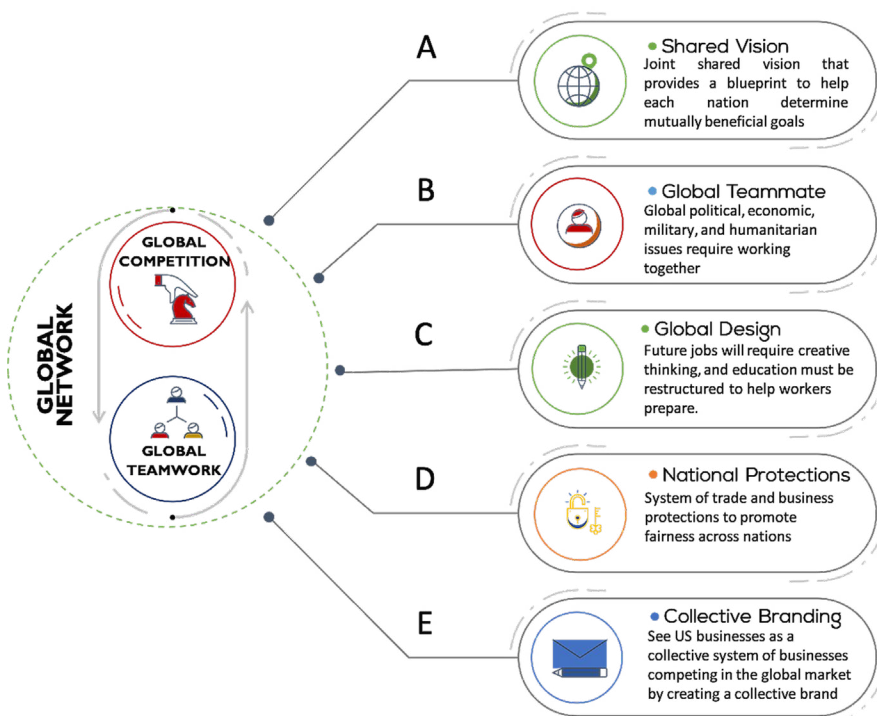 A
• Shared Vision
Joint shared vision that
provides a blueprint to help
each nation determine
mutually beneficial goals
B
• Global Teammate
Global political, economic,
military, and humanitarian
issues require working
together
GLOBAL
COMPETITION
GLOBAL
NETWORK
GLOBAL
TEAMWORK
C
• Global Design
Future jobs will require creative
thinking, and education must be
restructured to help workers
prepare.
D
• National Protections
System of trade and business
protections to promote
fairness across nations
E
• Collective Branding
See US businesses as a
collective system of businesses
competing in the global market
by creating a collective brand